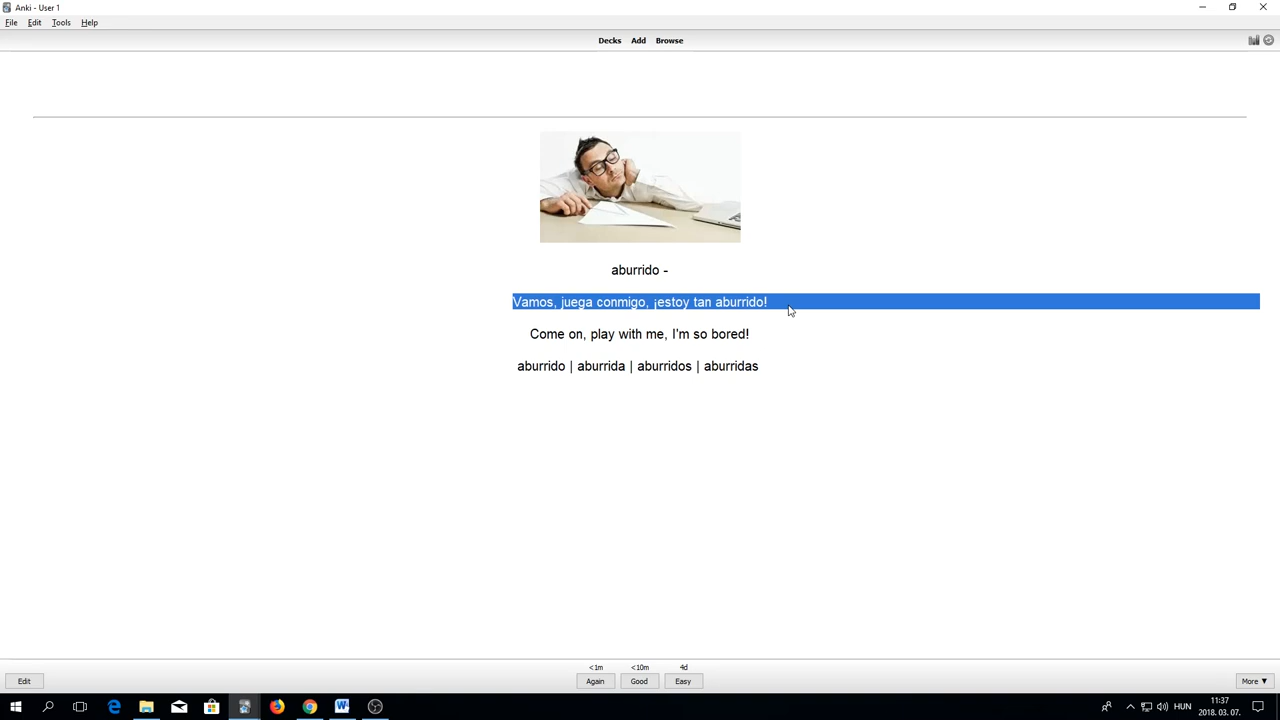 Anki - User 1
File Edit Tools Help
Decks Add Browse
aburrido -
Vamos, juega conmigo, ¡estoy tan aburrido!
Come on, play with me, I'm so bored!
aburrido | aburrida | aburridos | aburridas
<1m <10m 4d
Edit Again Good Easy More ▼
HUN 11:37
2018. 03. 07.